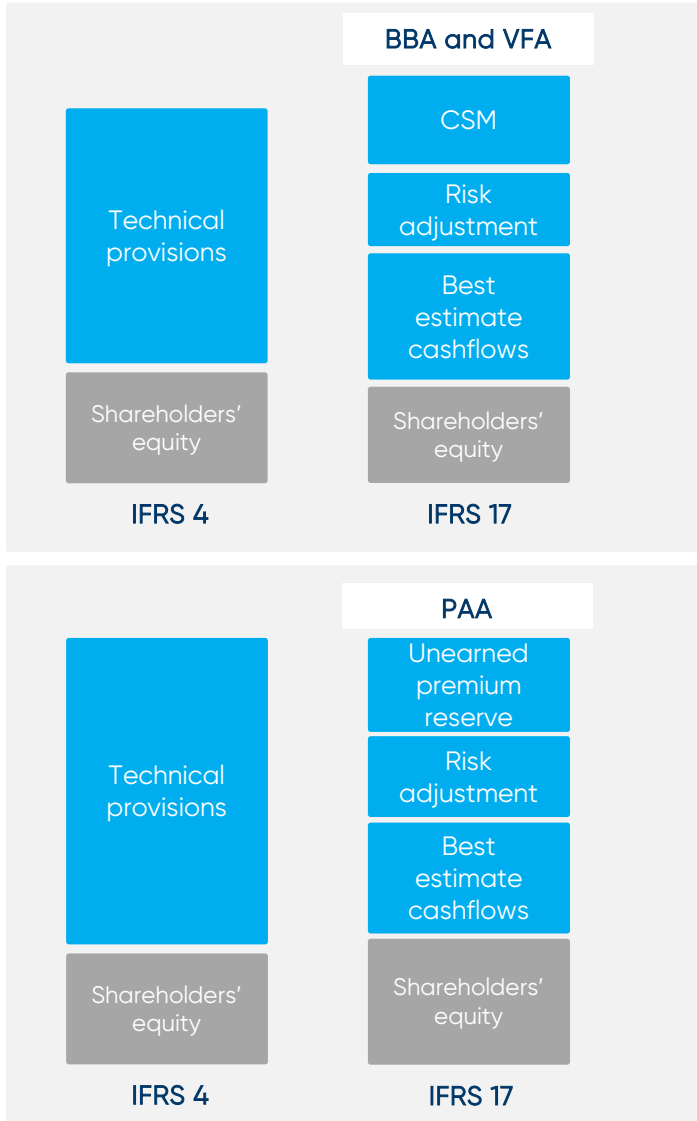 BBA and VFA
CSM
Risk
adjustment
Best
estimate
cashflows
Shareholders'
equity
IFRS 17
Technical
provisions
Shareholders'
equity
IFRS 4
PAA
Unearned
premium
reserve
Risk
adjustment
Best
estimate
cashflows
Shareholders'
equity
IFRS 17
Technical
provisions
Shareholders'
equity
IFRS 4